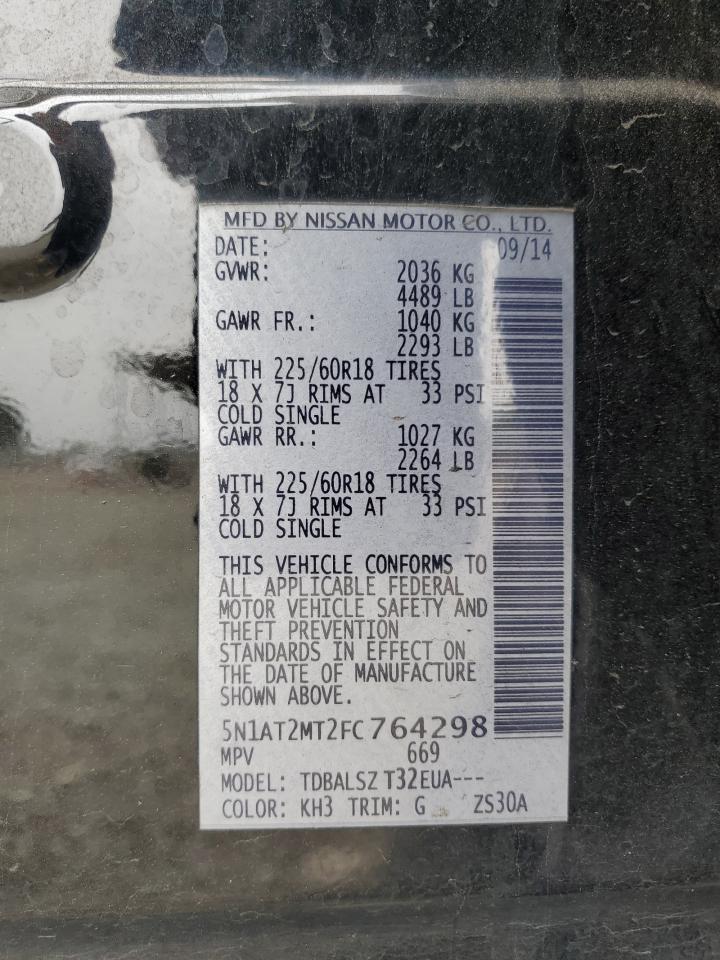 MFD BY NISSAN MOTOR CO., LTD.
DATE: 09/14
GVWR: 2036 KG
4489 LB
GAWR FR.: 1040 KG
2293 LB
WITH 225/60R18 TIRES
18 X 7J RIMS AT 33 PSI
COLD SINGLE
GAWR RR.: 1027 KG
2264 LB
WITH 225/60R18 TIRES
18 X 7J RIMS AT 33 PSI
COLD SINGLE
THIS VEHICLE CONFORMS TO
ALL APPLICABLE FEDERAL
MOTOR VEHICLE SAFETY AND
THEFT PREVENTION
STANDARDS IN EFFECT ON
THE DATE OF MANUFACTURE
SHOWN ABOVE.
5N1AT2MT2FC764298
MPV 669
MODEL: TDBALSZ T32EUA---
COLOR: KH3 TRIM: G ZS30A